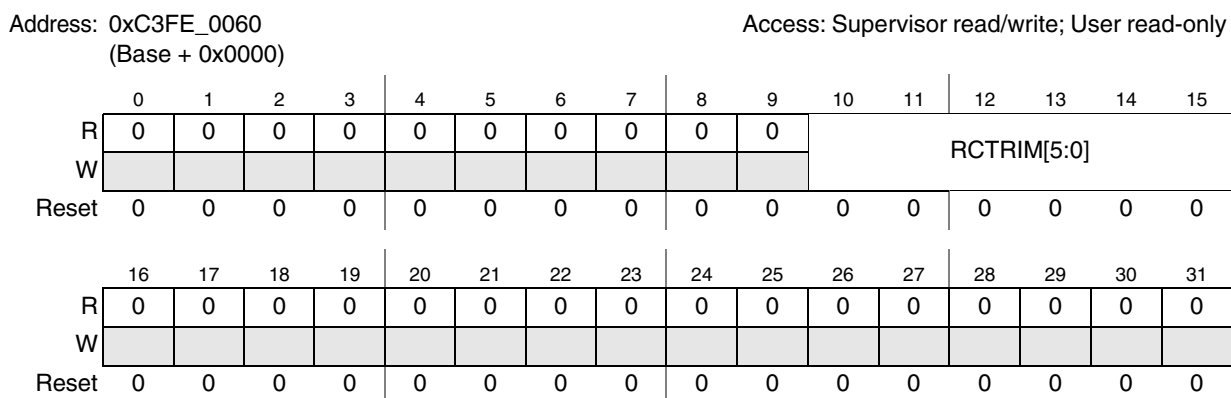 Address: 0xC3FE_0060 Access: Supervisor read/write; User read-only
(Base + 0x0000)
0 1 2 3 4 5 6 7 8 9 10 11 12 13 14 15
R 0 0 0 0 0 0 0 0 0 0 RCTRIM[5:0]
W
Reset 0 0 0 0 0 0 0 0 0 0 0 0 0 0 0 0
16 17 18 19 20 21 22 23 24 25 26 27 28 29 30 31
R 0 0 0 0 0 0 0 0 0 0 0 0 0 0 0 0
W
Reset 0 0 0 0 0 0 0 0 0 0 0 0 0 0 0 0